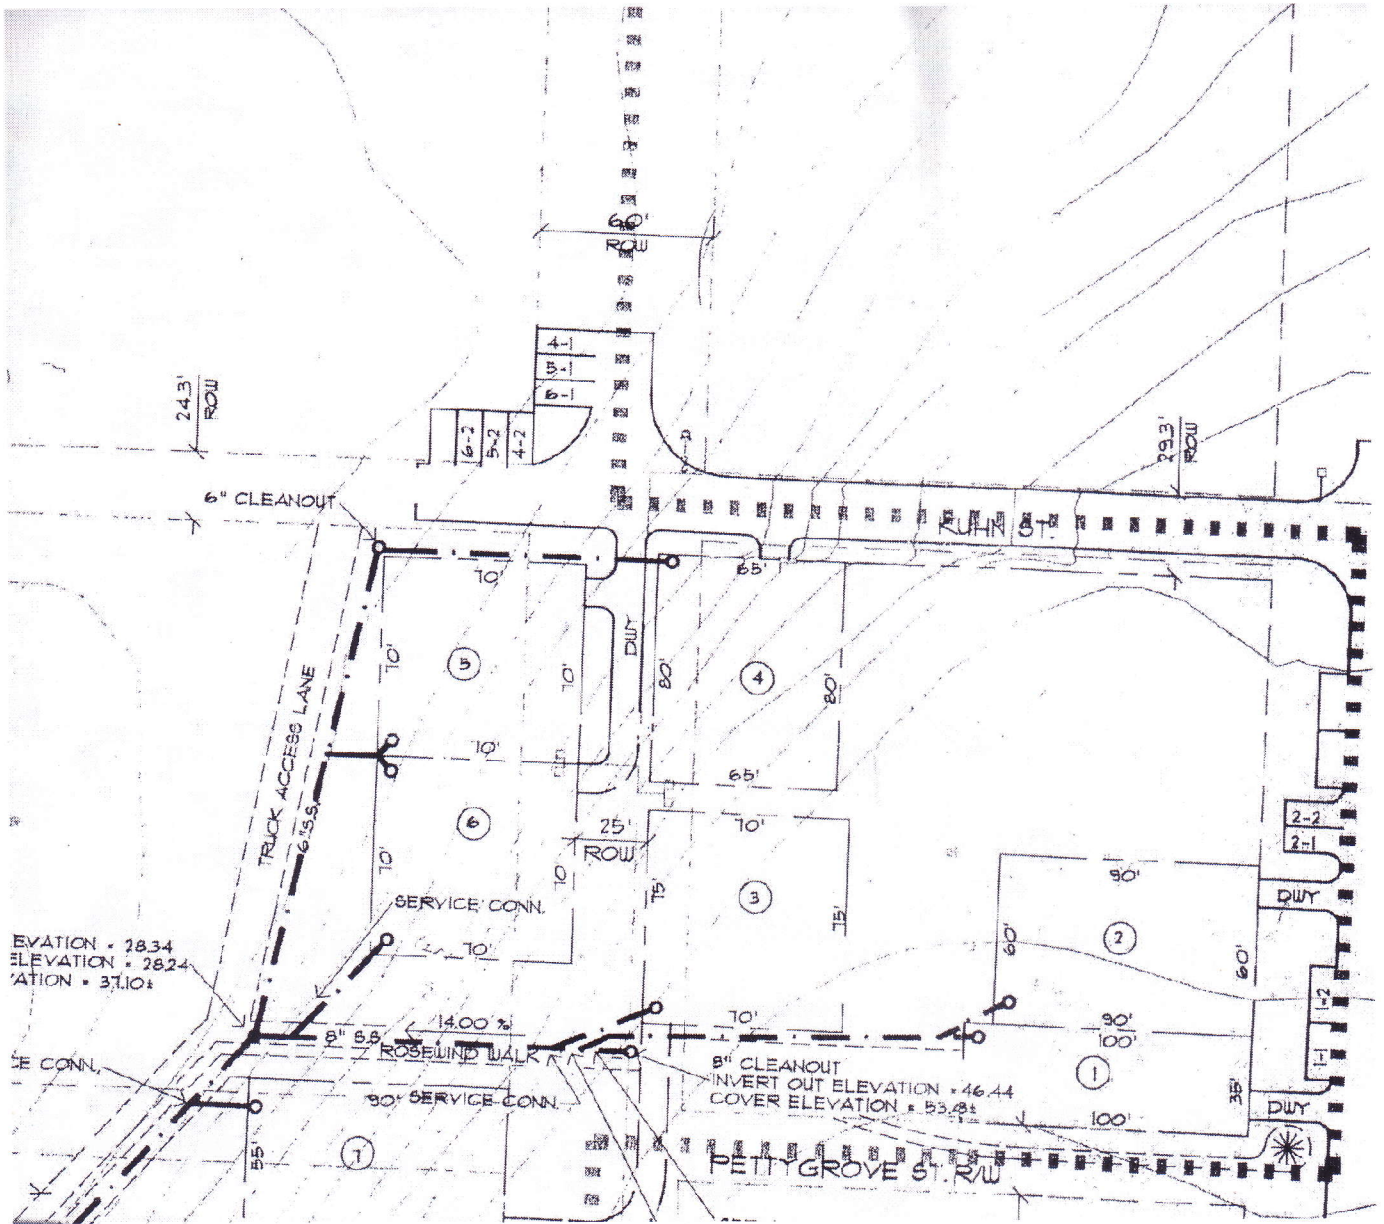 60'
ROW
4-1
5-1
6-1
6-2
5-2
4-2
24.3'
ROW
29.3'
ROW
6" CLEANOUT
KUHN ST.
70'
65'
DWY
TRUCK ACCESS LANE
6" S.S.
70'
5
70'
80'
4
80'
70'
65'
6
25'
ROW
70'
70'
70'
75'
3
75'
2-2
2-1
90'
DWY
SERVICE CONN.
70'
60'
2
60'
1-2
1-1
EVATION = 28.34
ELEVATION = 28.24
ATION = 37.10±
14.00 %
8" S.S.
ROSEWIND WALK
70'
90'
100'
CE CONN.
90' SERVICE CONN.
8" CLEANOUT
INVERT OUT ELEVATION = 46.44
COVER ELEVATION = 53.8±
1
35'
DWY
100'
55'
7
PETTYGROVE ST. R/W